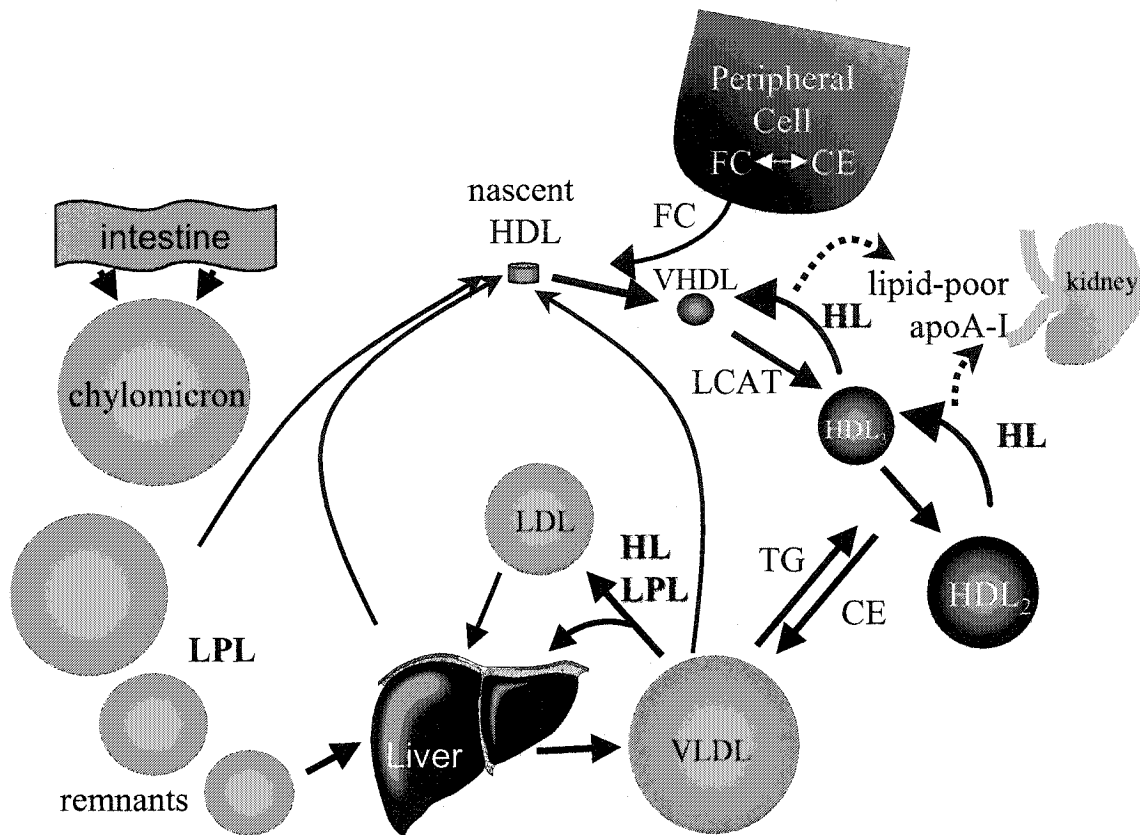 Peripheral
Cell
FC CE
nascent
HDL
FC
intestine
VHDL
lipid-poor
apoA-I
kidney
HL
chylomicron
LCAT
HDL3
HL
LDL
HL
LPL
TG
CE
HDL2
LPL
Liver
VLDL
remnants